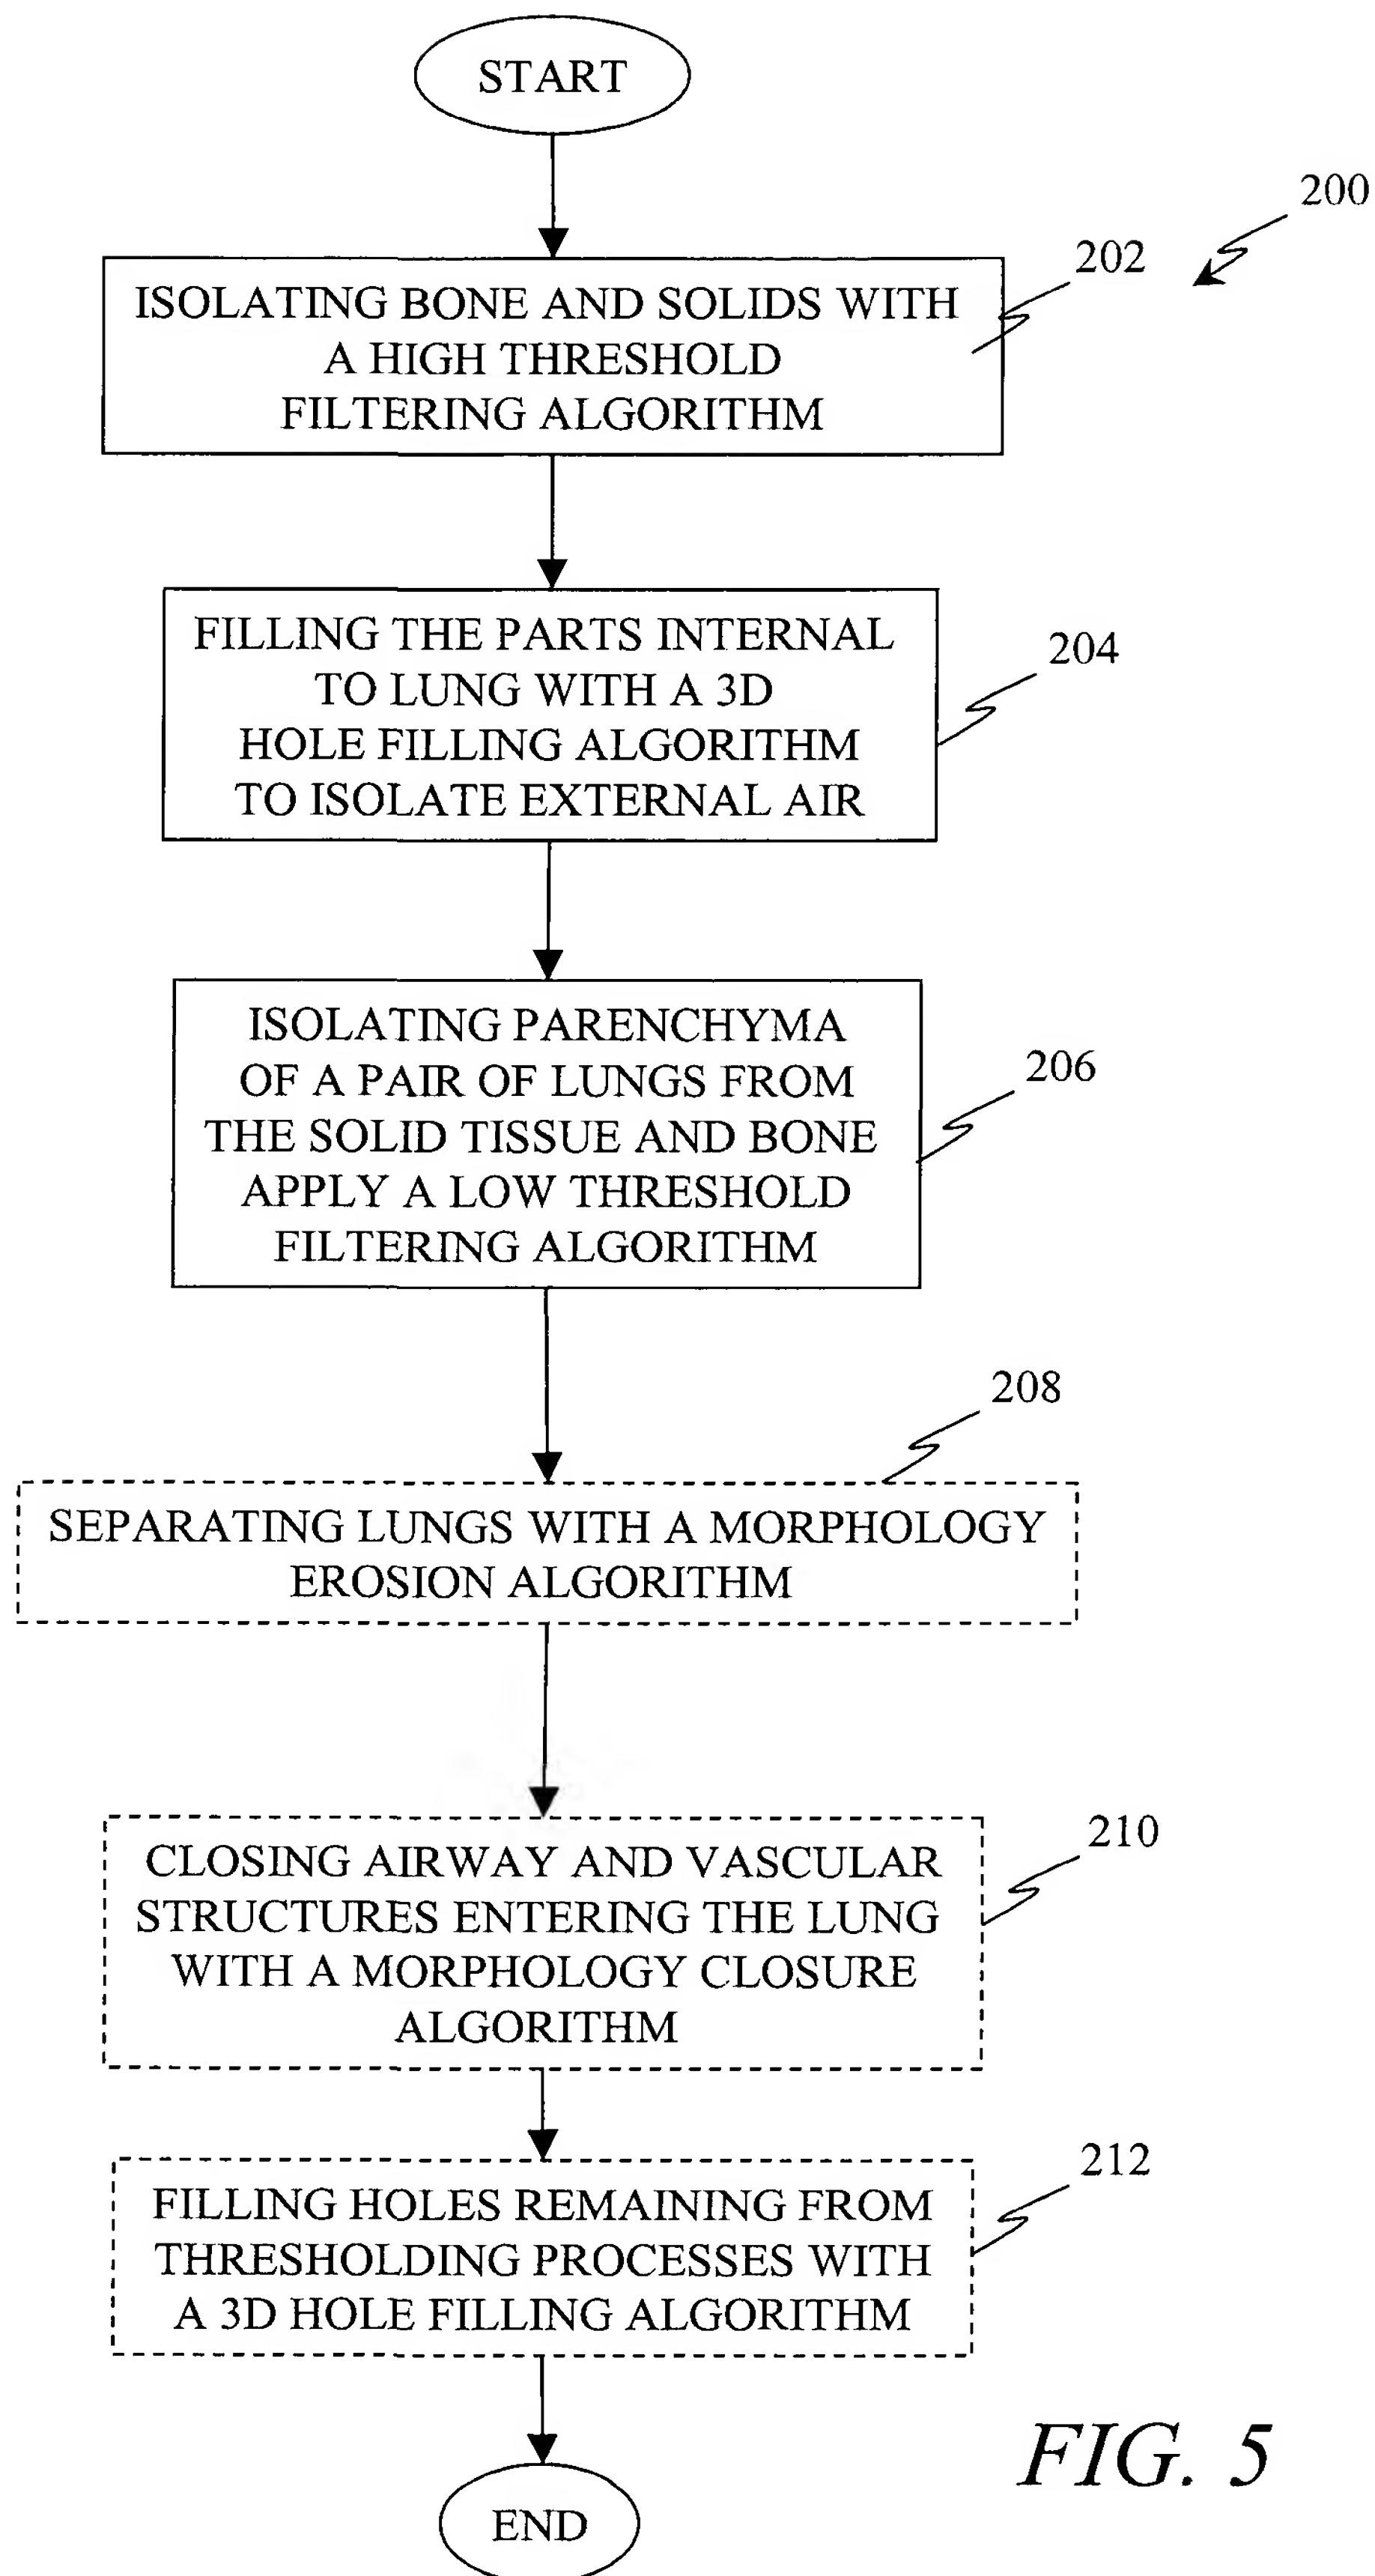 START
200
202
ISOLATING BONE AND SOLIDS WITH
A HIGH THRESHOLD
FILTERING ALGORITHM
204
FILLING THE PARTS INTERNAL
TO LUNG WITH A 3D
HOLE FILLING ALGORITHM
TO ISOLATE EXTERNAL AIR
206
ISOLATING PARENCHYMA
OF A PAIR OF LUNGS FROM
THE SOLID TISSUE AND BONE
APPLY A LOW THRESHOLD
FILTERING ALGORITHM
208
SEPARATING LUNGS WITH A MORPHOLOGY
EROSION ALGORITHM
210
CLOSING AIRWAY AND VASCULAR
STRUCTURES ENTERING THE LUNG
WITH A MORPHOLOGY CLOSURE
ALGORITHM
212
FILLING HOLES REMAINING FROM
THRESHOLDING PROCESSES WITH
A 3D HOLE FILLING ALGORITHM
FIG. 5
END